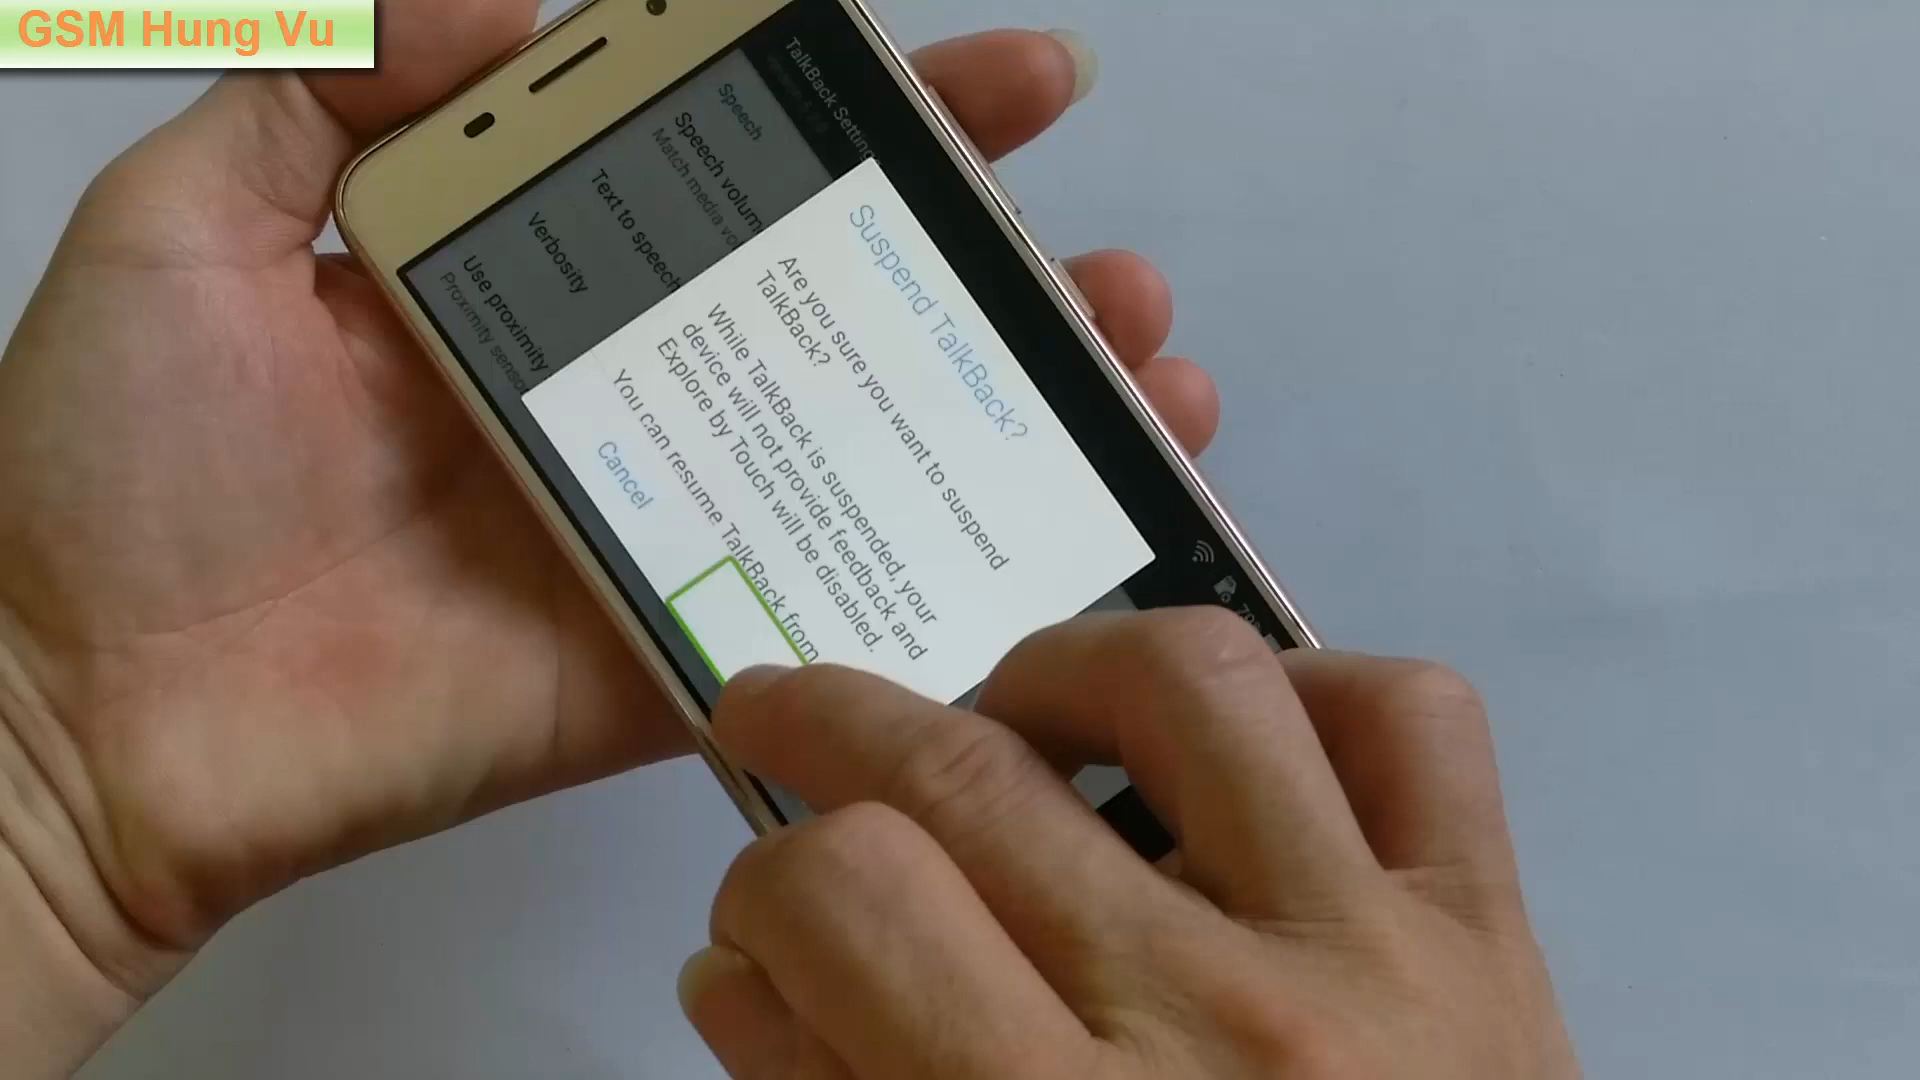 GSM Hung Vu
TalkBack Settings
Speech
Speech volum
Match media vo
Text to speech
Verbosity
Use proximity
Proximity senso
Suspend TalkBack?
Are you sure you want to suspend
TalkBack?
While TalkBack is suspended, your
device will not provide feedback and
Explore by Touch will be disabled.
You can resume TalkBack from
Cancel